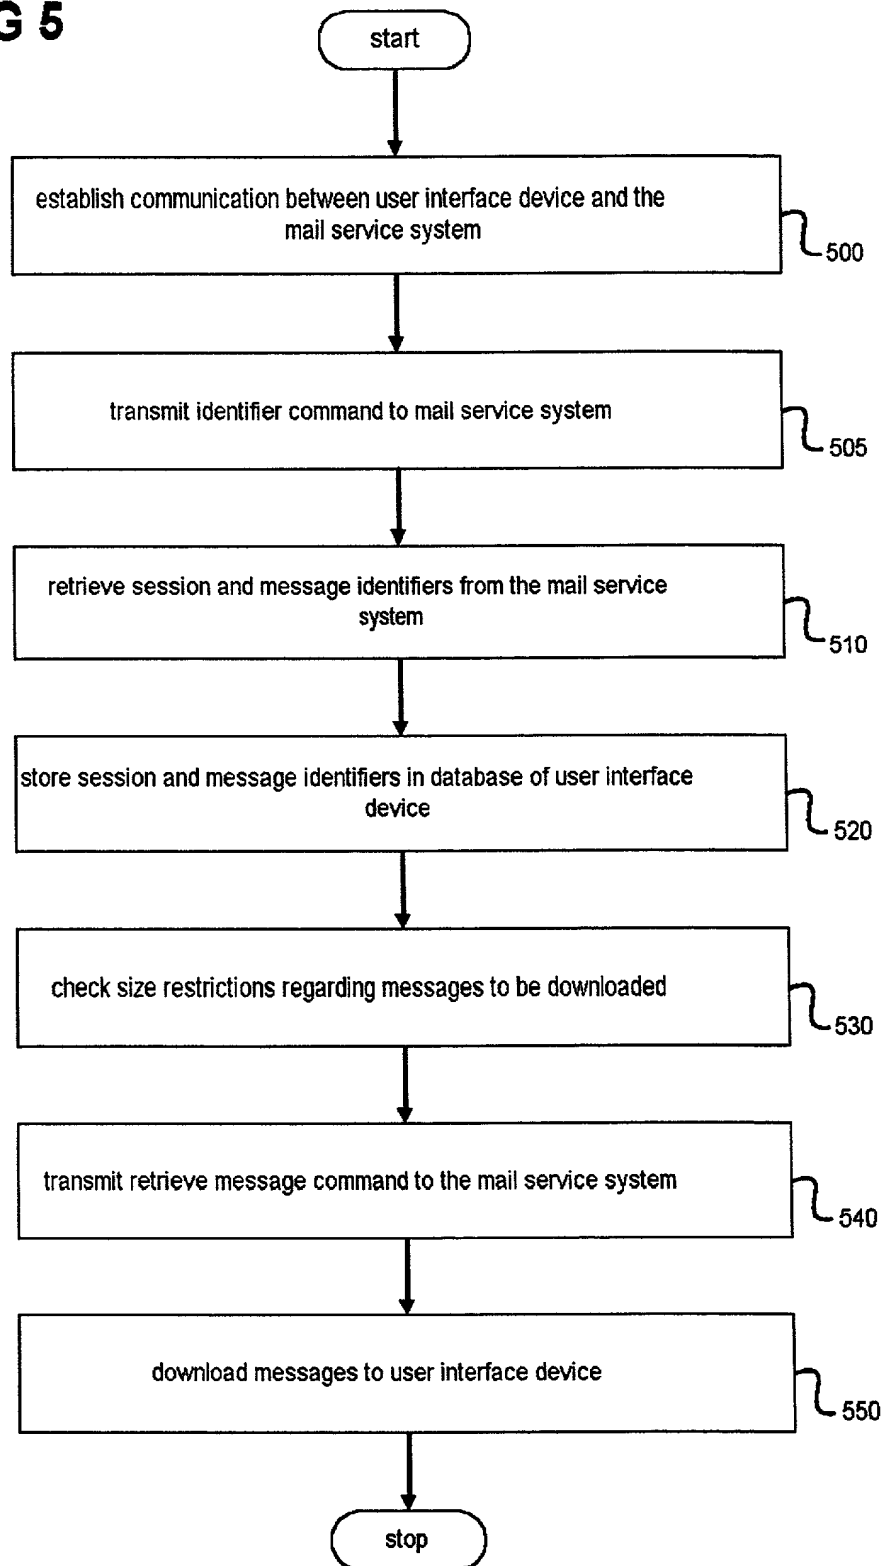 G 5
start
establish communication between user interface device and the
mail service system
500
transmit identifier command to mail service system
505
retrieve session and message identifiers from the mail service
system
510
store session and message identifiers in database of user interface
device
520
check size restrictions regarding messages to be downloaded
530
transmit retrieve message command to the mail service system
540
download messages to user interface device
550
stop